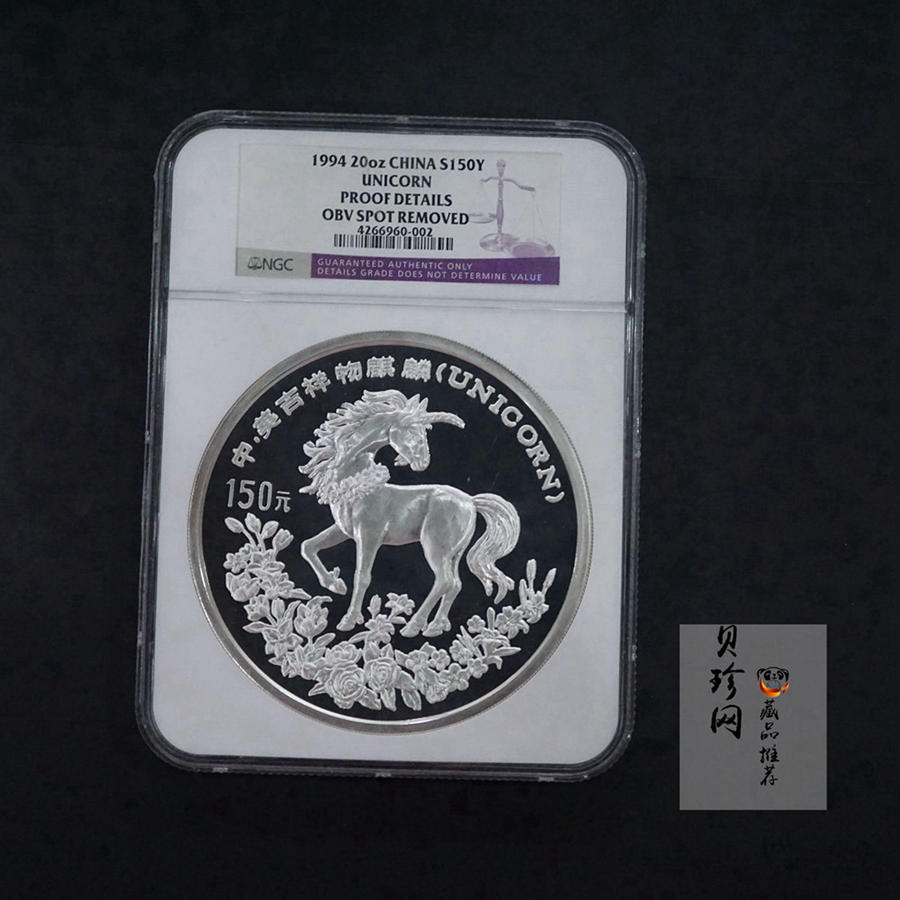 1994 20oz CHINA S150Y
UNICORN
PROOF DETAILS
OBV SPOT REMOVED
4266960-002
NGC
GUARANTEED AUTHENTIC ONLY
DETAILS GRADE DOES NOT DETERMINE VALUE
中·英吉祥物麒麟(UNICORN)
150元
贝珍网
藏品推荐